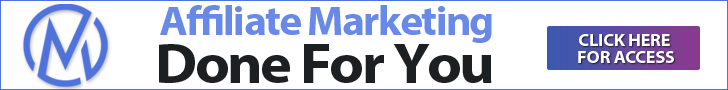 Affiliate Marketing
Done For You
CLICK HERE
FOR ACCESS